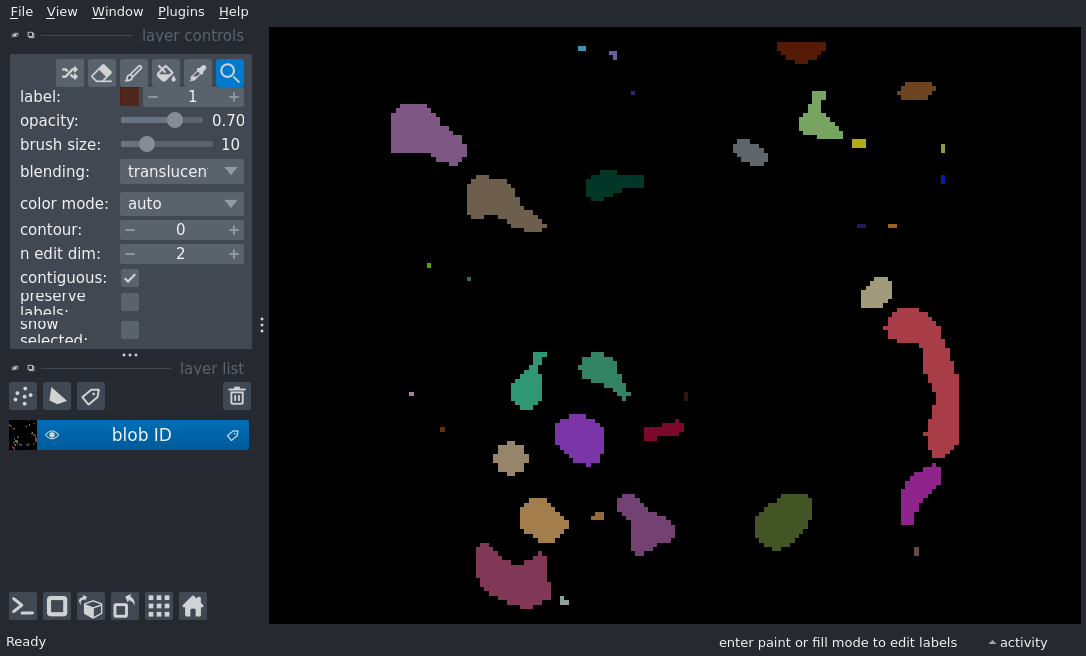 File View Window Plugins Help
layer controls
label: 1
opacity: 0.70
brush size: 10
blending: translucen
color mode: auto
contour: 0
n edit dim: 2
contiguous:
preserve
labels:
show
selected:
layer list
blob ID
Ready enter paint or fill mode to edit labels activity